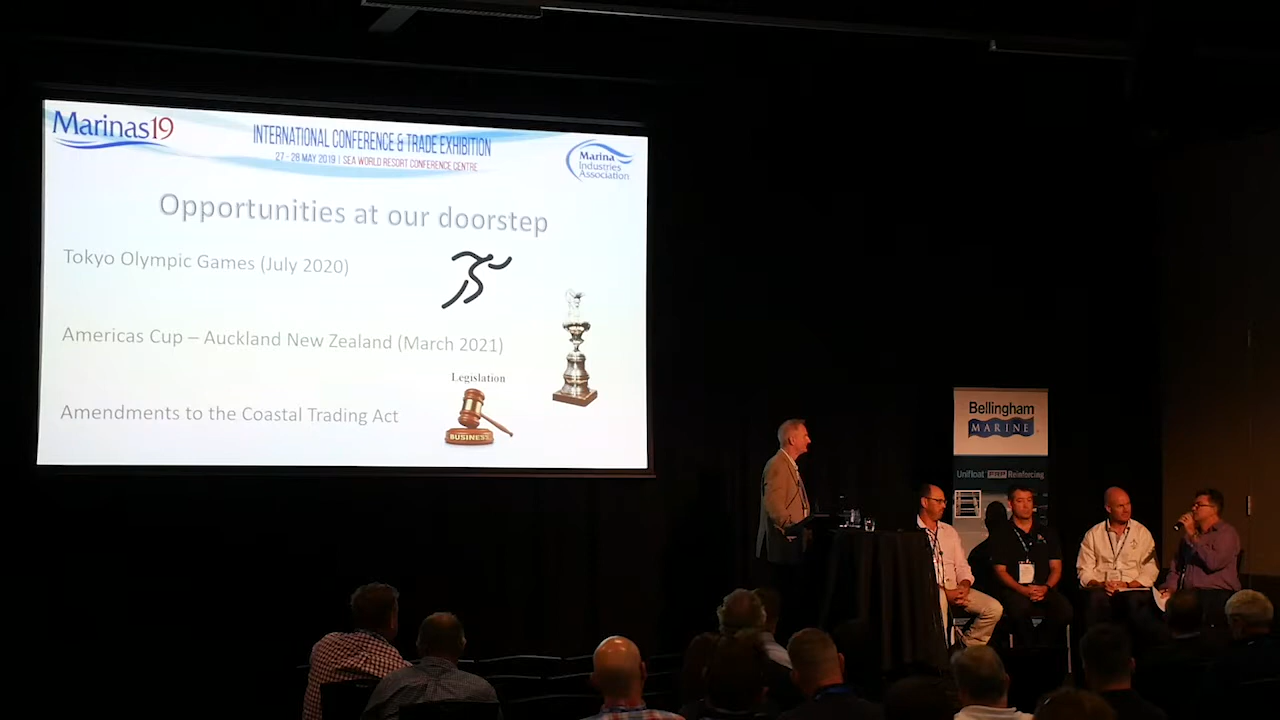 Marinas19
INTERNATIONAL CONFERENCE & TRADE EXHIBITION
27 - 28 MAY 2019 | SEA WORLD RESORT CONFERENCE CENTRE
Marina
Industries
Association
Opportunities at our doorstep
Tokyo Olympic Games (July 2020)
Americas Cup – Auckland New Zealand (March 2021)
Legislation
Amendments to the Coastal Trading Act
BUSINESS
Bellingham
MARINE
Unifloat FRP Reinforcing